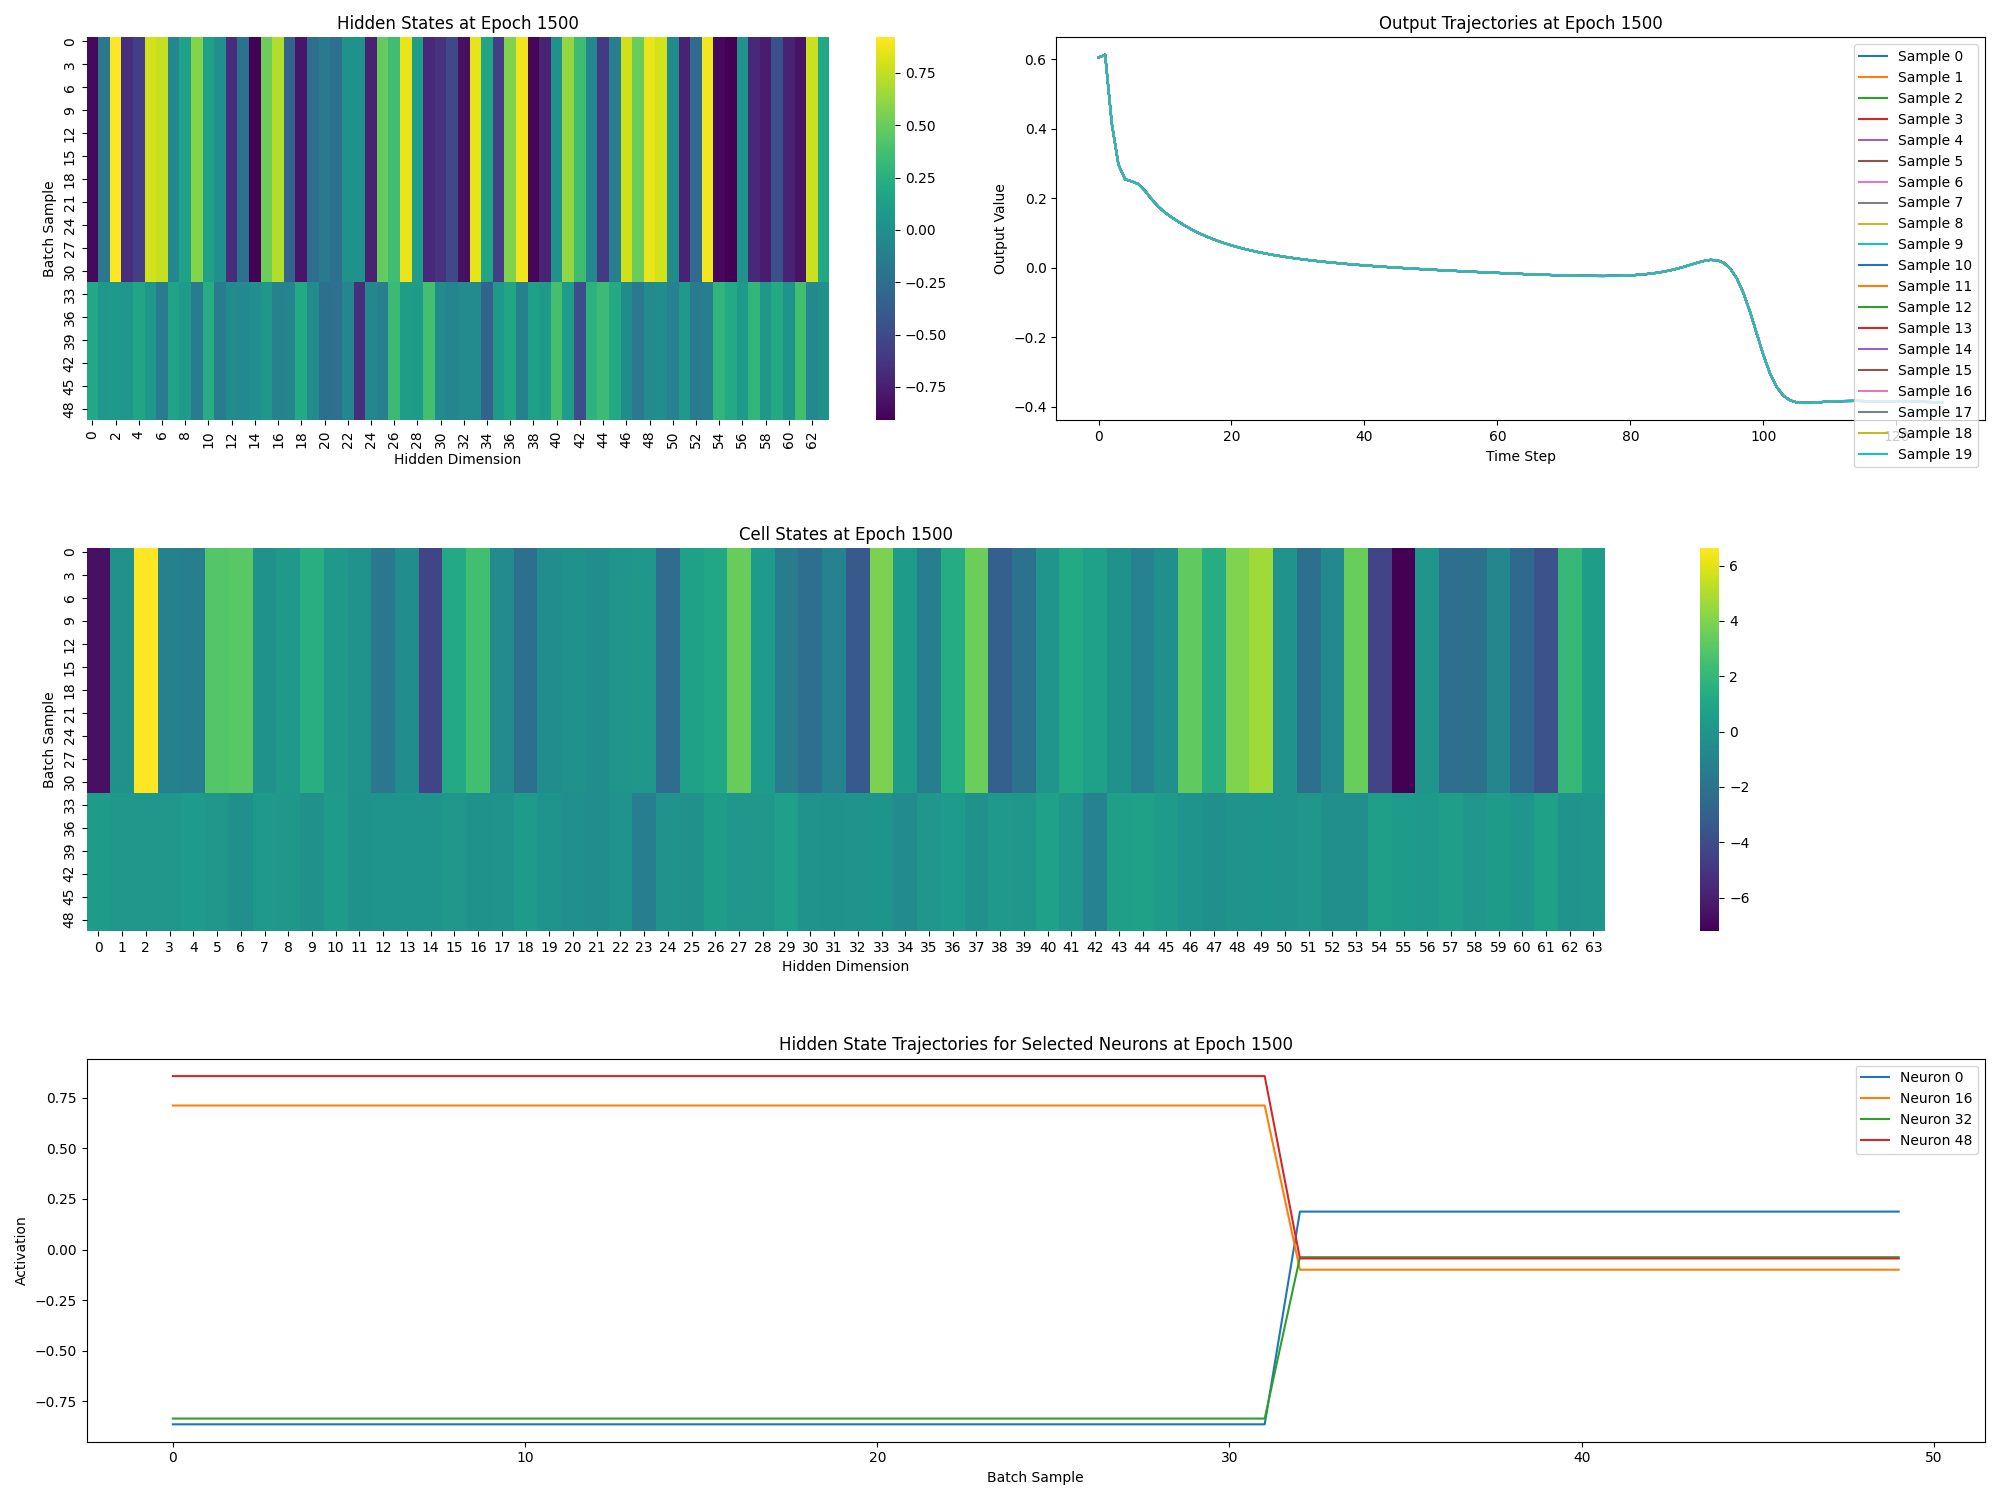 Hidden States at Epoch 1500
0
3
6
9
12
15
18
21
24
27
30
33
36
39
42
45
48
Batch Sample
0 2 4 6 8 10 12 14 16 18 20 22 24 26 28 30 32 34 36 38 40 42 44 46 48 50 52 54 56 58 60 62
Hidden Dimension
0.75
0.50
0.25
0.00
−0.25
−0.50
−0.75
Output Trajectories at Epoch 1500
0.6
0.4
0.2
0.0
−0.2
−0.4
Output Value
0 20 40 60 80 100 120
Time Step
Sample 0
Sample 1
Sample 2
Sample 3
Sample 4
Sample 5
Sample 6
Sample 7
Sample 8
Sample 9
Sample 10
Sample 11
Sample 12
Sample 13
Sample 14
Sample 15
Sample 16
Sample 17
Sample 18
Sample 19
Cell States at Epoch 1500
0
3
6
9
12
15
18
21
24
27
30
33
36
39
42
45
48
Batch Sample
0 1 2 3 4 5 6 7 8 9 10 11 12 13 14 15 16 17 18 19 20 21 22 23 24 25 26 27 28 29 30 31 32 33 34 35 36 37 38 39 40 41 42 43 44 45 46 47 48 49 50 51 52 53 54 55 56 57 58 59 60 61 62 63
Hidden Dimension
6
4
2
0
−2
−4
−6
Hidden State Trajectories for Selected Neurons at Epoch 1500
0.75
0.50
0.25
0.00
−0.25
−0.50
−0.75
Activation
0 10 20 30 40 50
Batch Sample
Neuron 0
Neuron 16
Neuron 32
Neuron 48